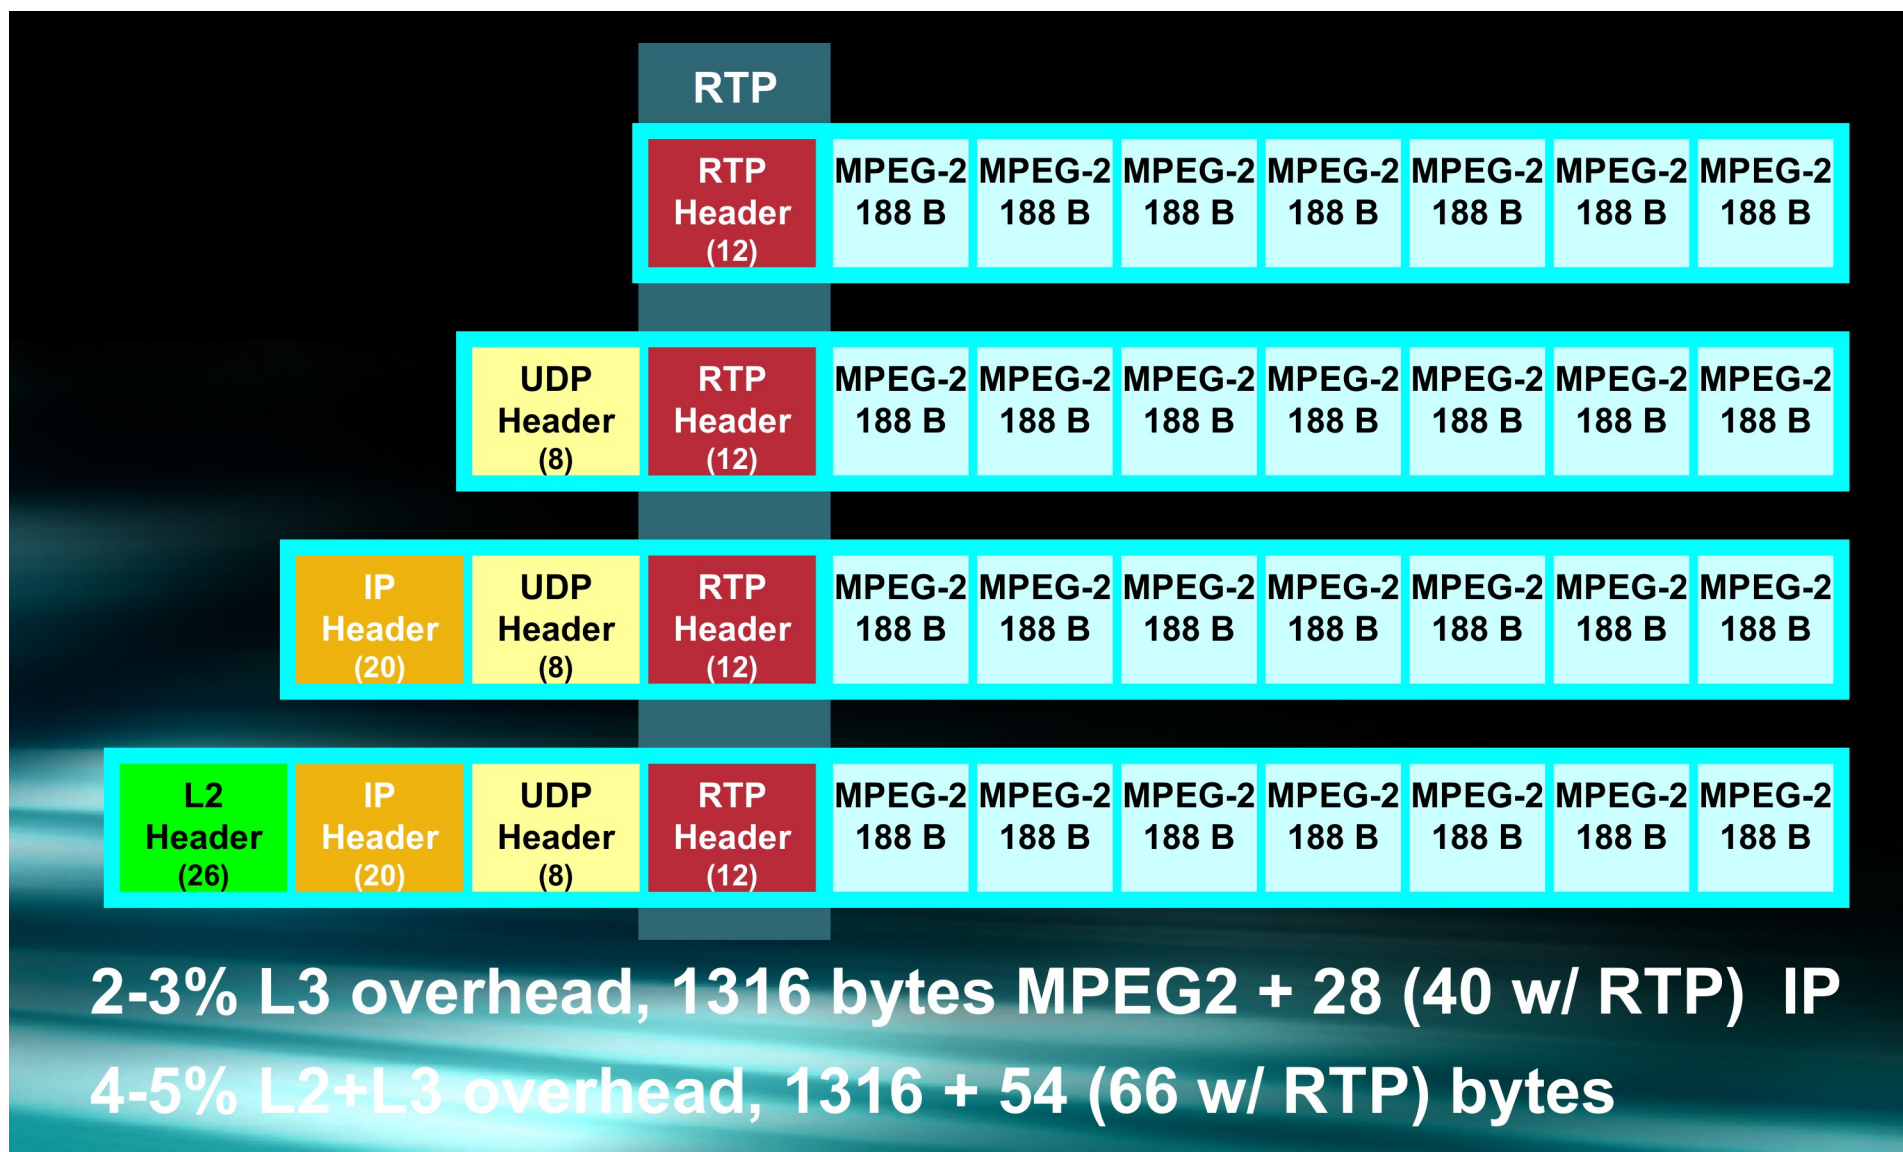 RTP
RTP MPEG-2 MPEG-2 MPEG-2 MPEG-2 MPEG-2 MPEG-2 MPEG-2
Header 188 B 188 B 188 B 188 B 188 B 188 B 188 B
(12)
UDP RTP MPEG-2 MPEG-2 MPEG-2 MPEG-2 MPEG-2 MPEG-2 MPEG-2
Header Header 188 B 188 B 188 B 188 B 188 B 188 B 188 B
(8) (12)
IP UDP RTP MPEG-2 MPEG-2 MPEG-2 MPEG-2 MPEG-2 MPEG-2 MPEG-2
Header Header Header 188 B 188 B 188 B 188 B 188 B 188 B 188 B
(20) (8) (12)
L2 IP UDP RTP MPEG-2 MPEG-2 MPEG-2 MPEG-2 MPEG-2 MPEG-2 MPEG-2
Header Header Header Header 188 B 188 B 188 B 188 B 188 B 188 B 188 B
(26) (20) (8) (12)
2-3% L3 overhead, 1316 bytes MPEG2 + 28 (40 w/ RTP) IP
4-5% L2+L3 overhead, 1316 + 54 (66 w/ RTP) bytes